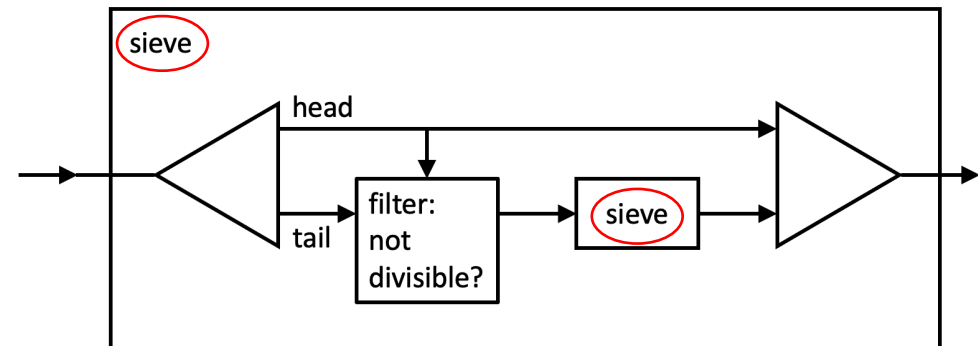 sieve
head
tail
filter:
not
divisible?
sieve